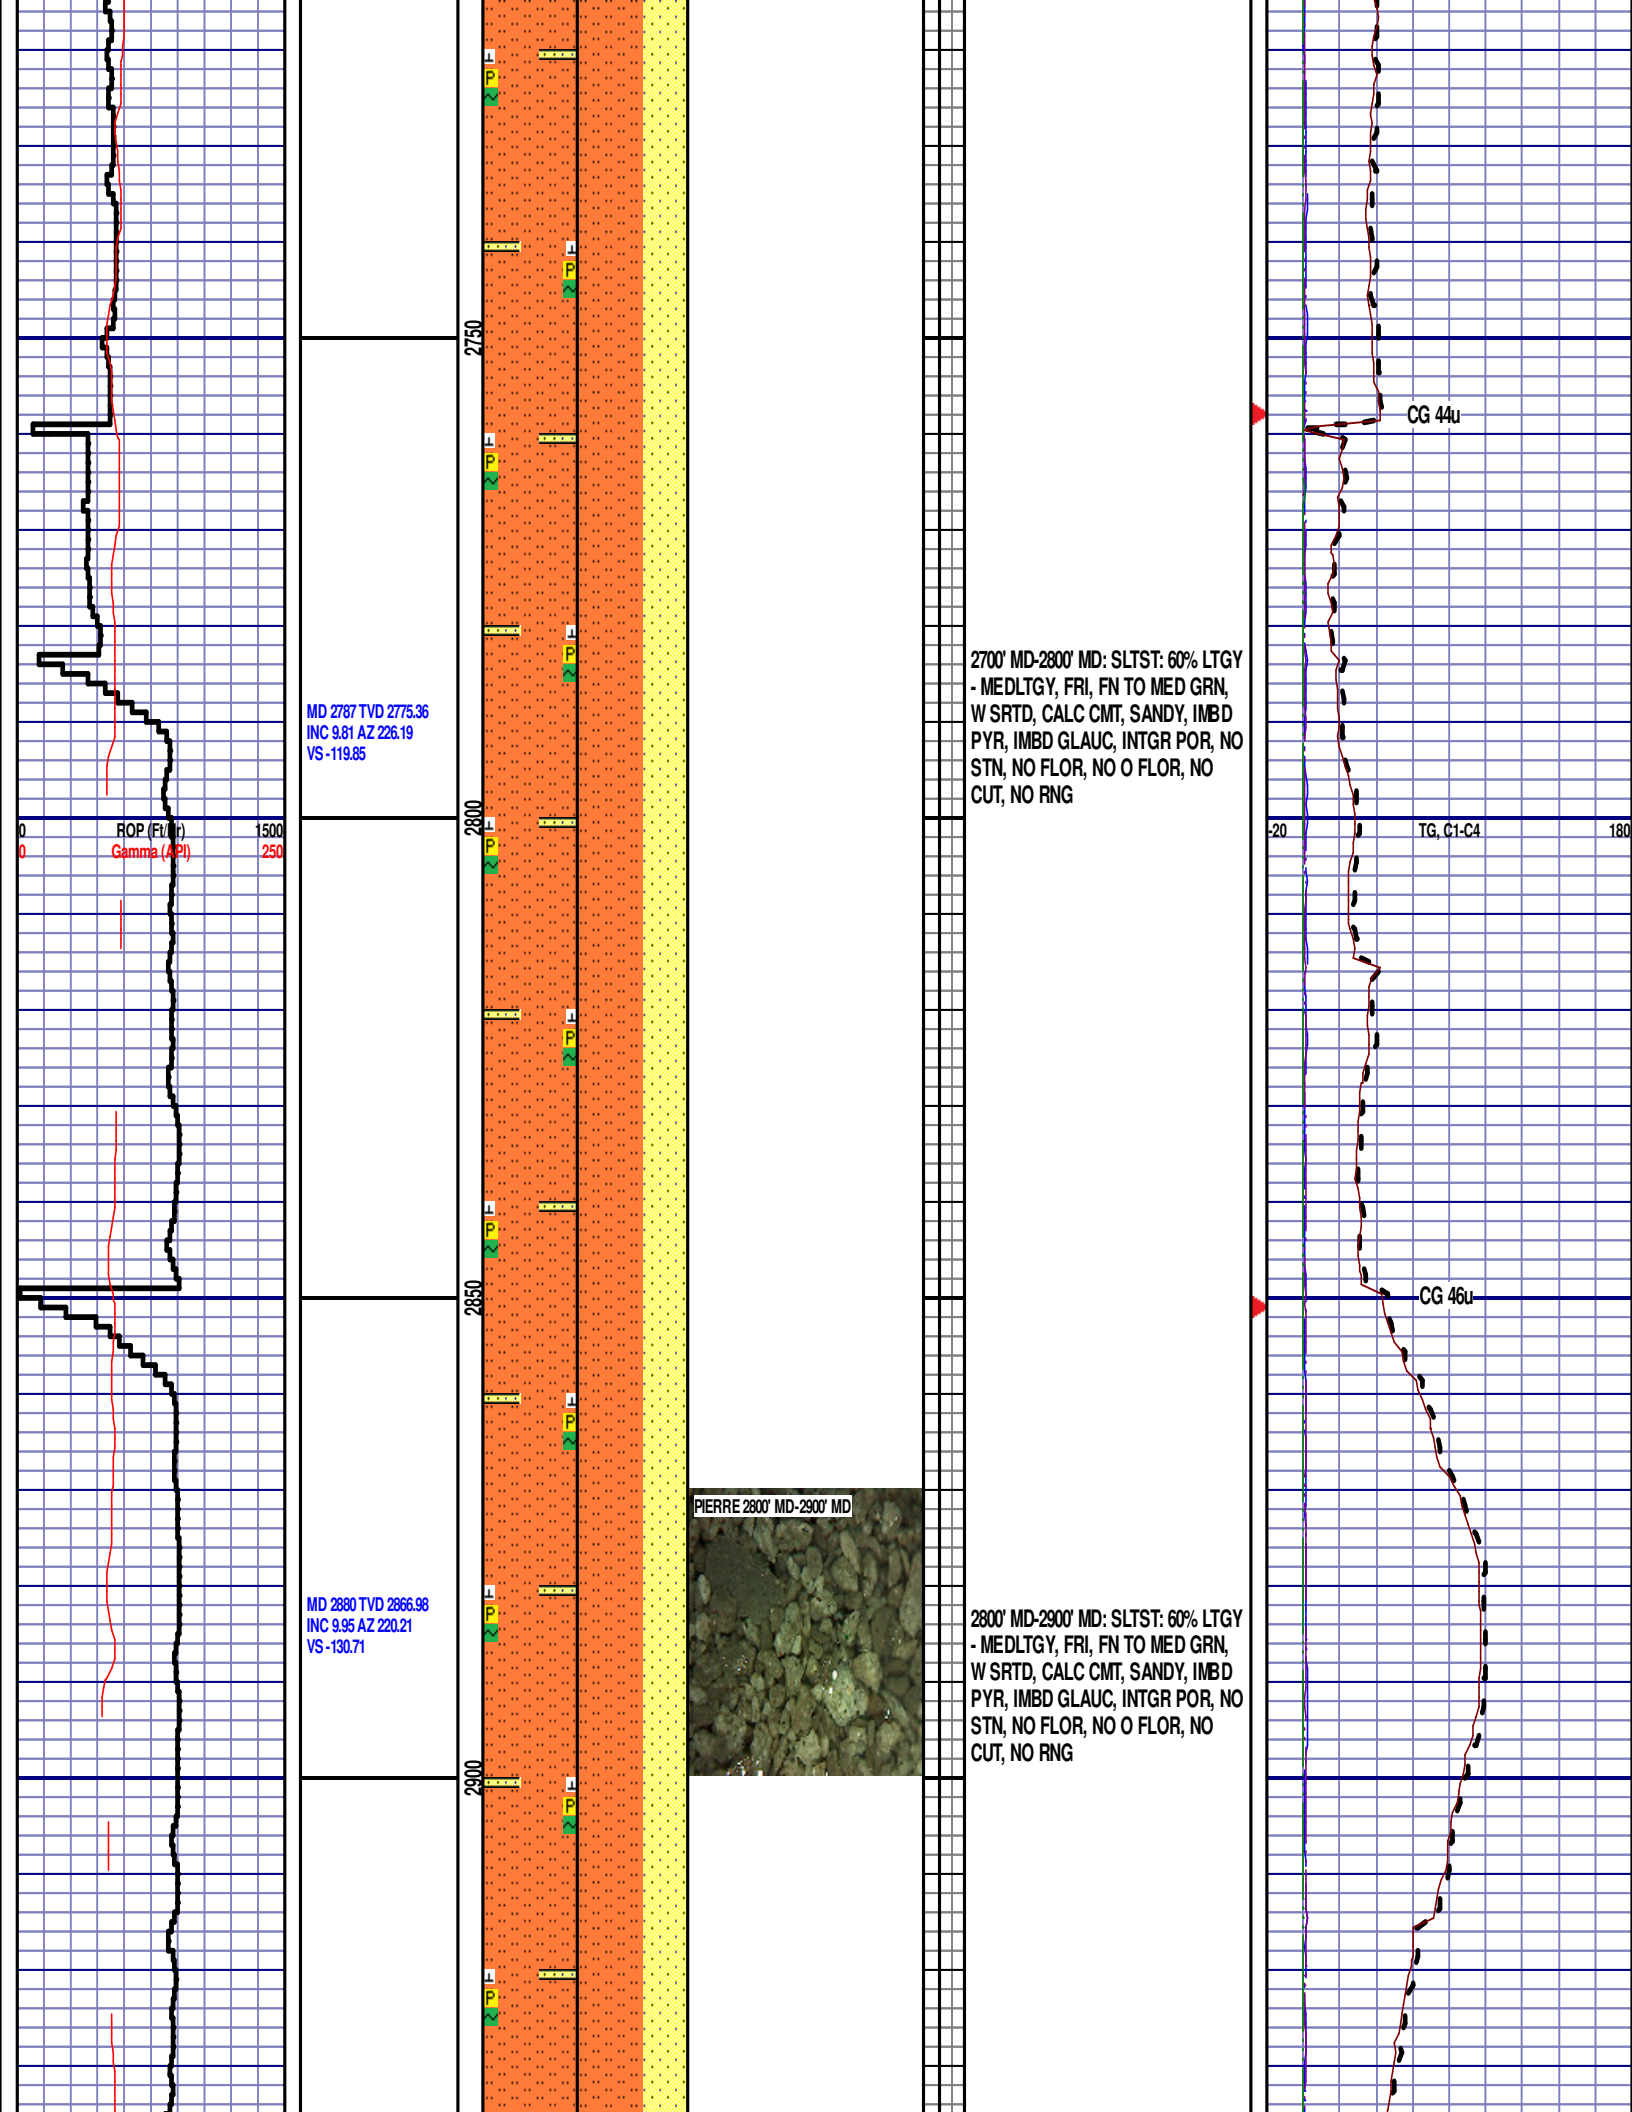 2750
CG 44u
2700' MD-2800' MD: SLTST: 60% LTGY
- MEDLTGY, FRI, FN TO MED GRN,
W SRTD, CALC CMT, SANDY, IMBD
PYR, IMBD GLAUC, INTGR POR, NO
STN, NO FLOR, NO O FLOR, NO
CUT, NO RNG
MD 2787 TVD 2775.36
INC 9.81 AZ 226.19
VS -119.85
2800
0 ROP (Ft/Hr) 1500
0 Gamma (API) 250
-20 TG, C1-C4 180
2850
CG 46u
PIERRE 2800' MD-2900' MD
MD 2880 TVD 2866.98
INC 9.95 AZ 220.21
VS -130.71
2800' MD-2900' MD: SLTST: 60% LTGY
- MEDLTGY, FRI, FN TO MED GRN,
W SRTD, CALC CMT, SANDY, IMBD
PYR, IMBD GLAUC, INTGR POR, NO
STN, NO FLOR, NO O FLOR, NO
CUT, NO RNG
2900
P
P
P
P
P
P
P
P
P
P
P